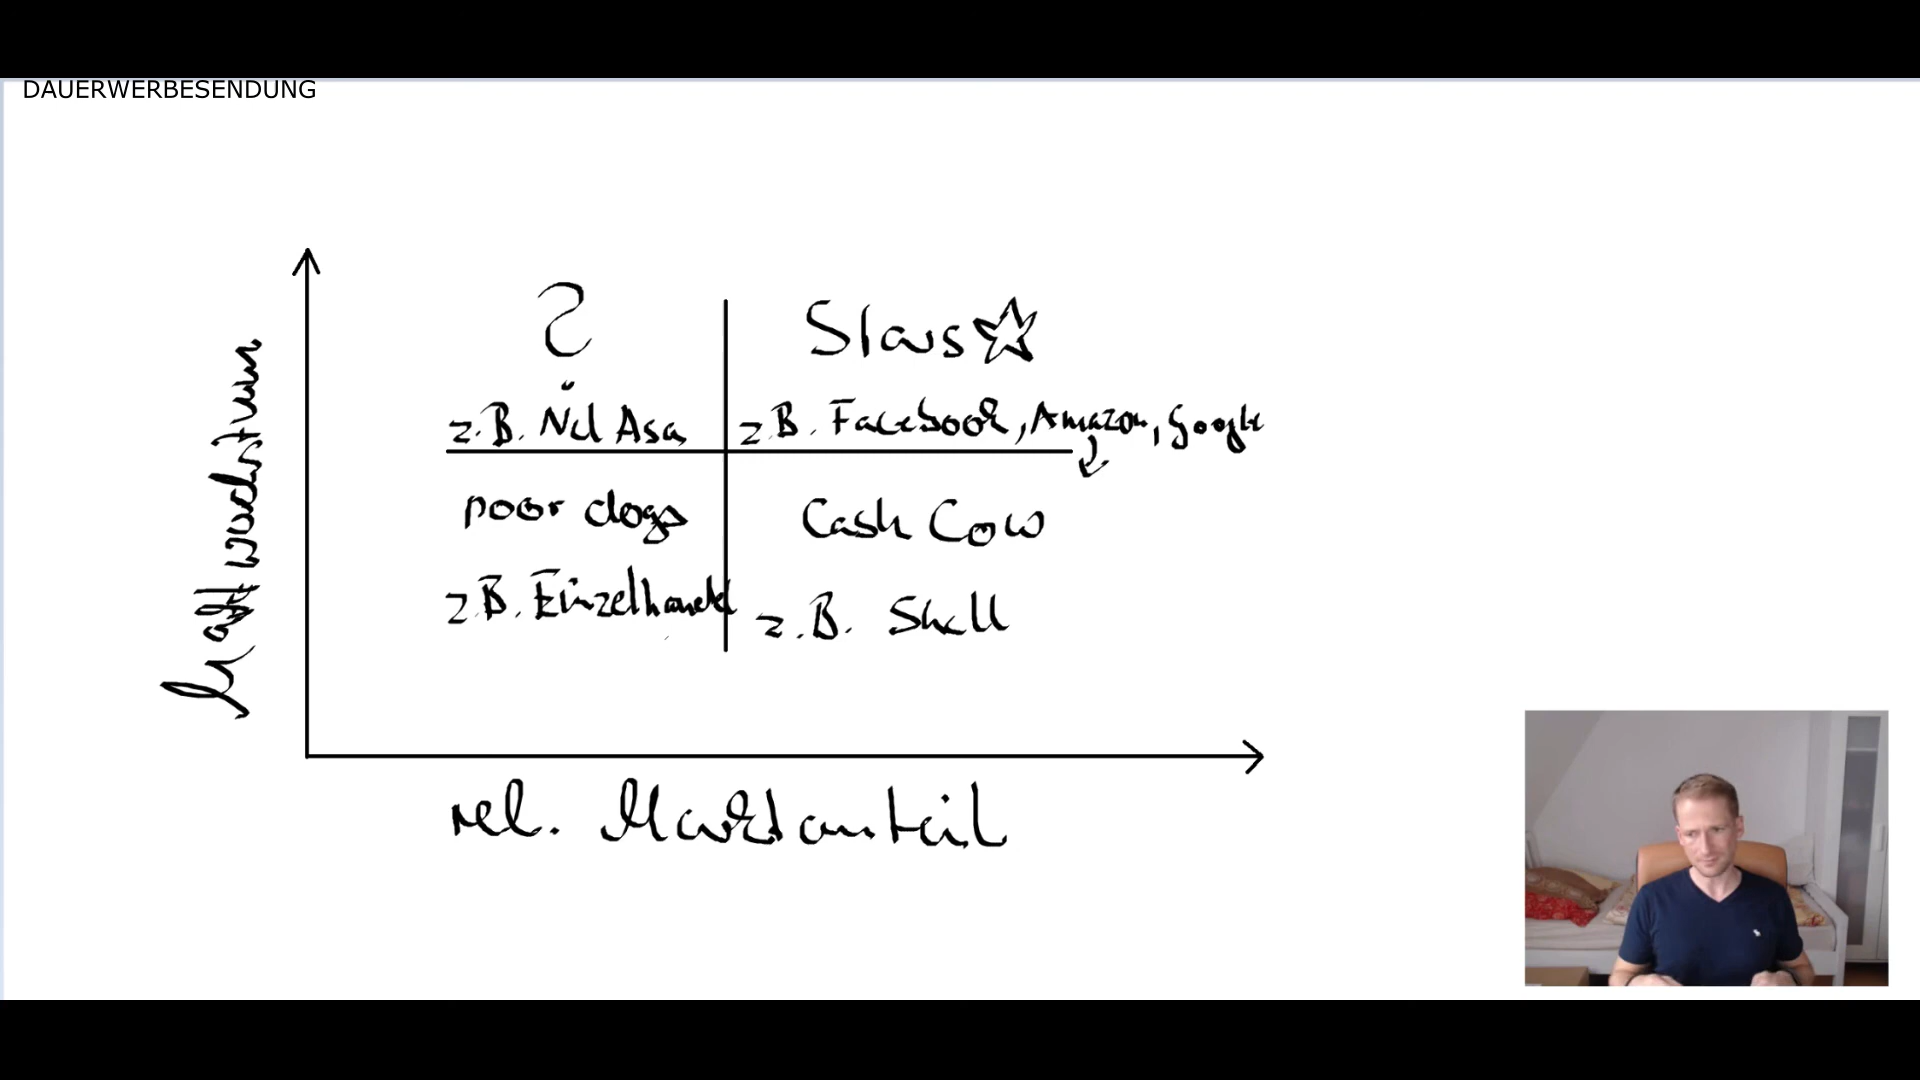 DAUERWERBESENDUNG
?
Stars
z.B. Nel Asa
z.B. Facebook, Amazon, Google
poor dogs
Cash Cow
z.B. Einzelhandel
z.B. Shell
Marktwachstum
rel. Marktanteil